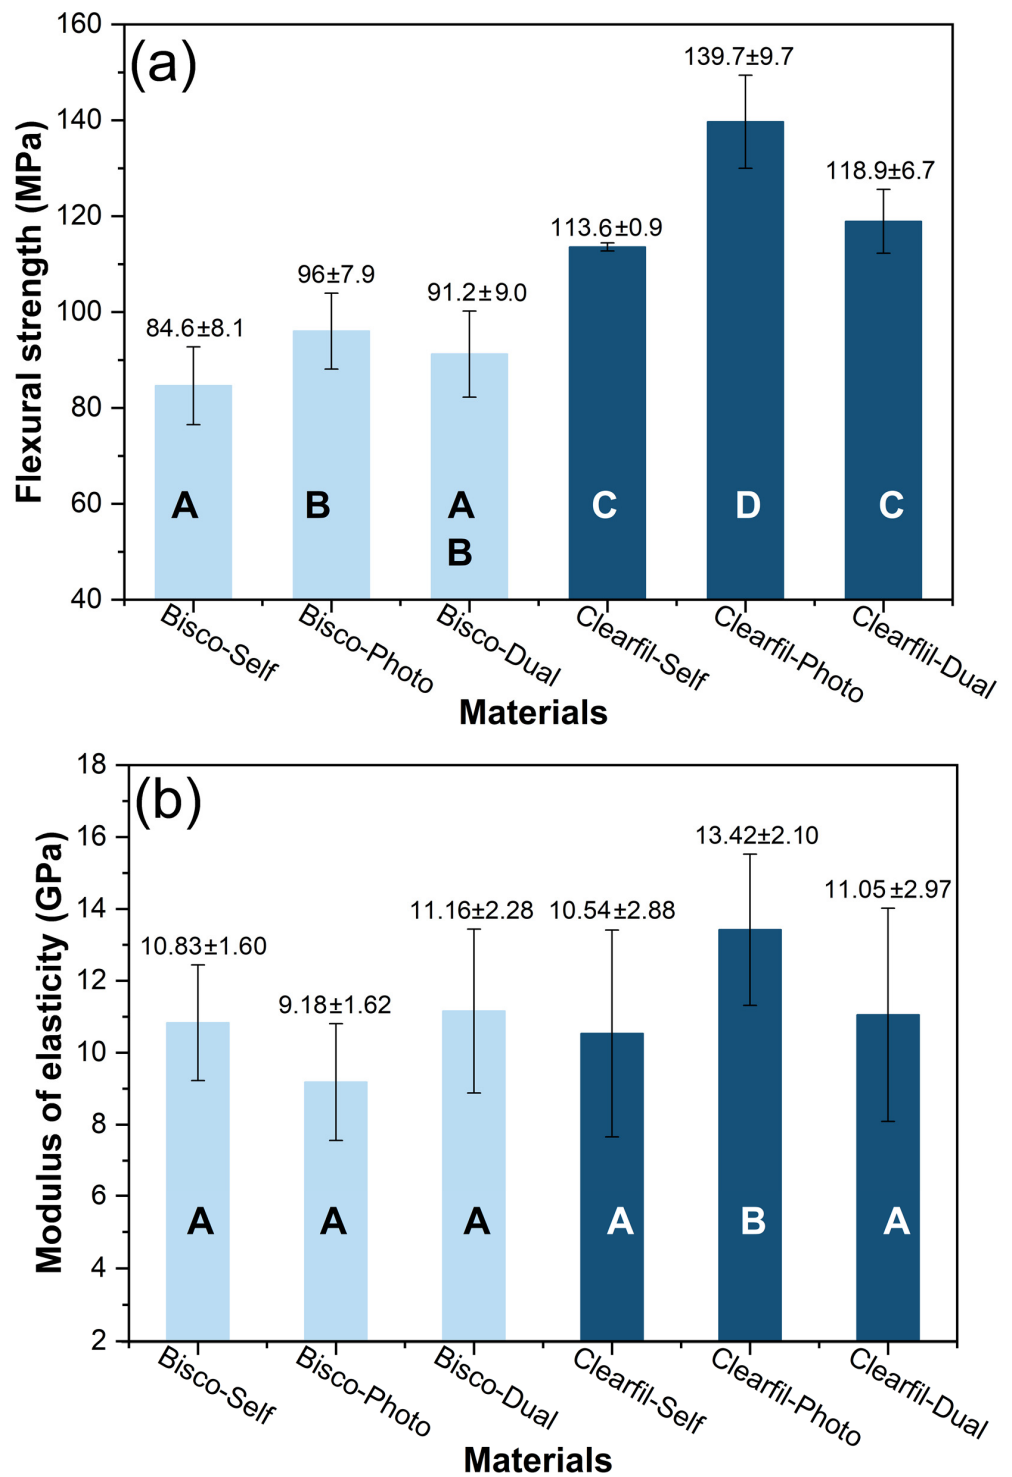 (a)
Flexural strength (MPa)
160
140
120
100
80
60
40
84.6±8.1
96±7.9
91.2±9.0
113.6±0.9
139.7±9.7
118.9±6.7
A
B
A
B
C
D
C
Bisco-Self
Bisco-Photo
Bisco-Dual
Clearfil-Self
Clearfil-Photo
Clearflil-Dual
Materials
(b)
Modulus of elasticity (GPa)
18
16
14
12
10
8
6
4
2
10.83±1.60
9.18±1.62
11.16±2.28
10.54±2.88
13.42±2.10
11.05±2.97
A
A
A
A
B
A
Bisco-Self
Bisco-Photo
Bisco-Dual
Clearfil-Self
Clearfil-Photo
Clearfil-Dual
Materials